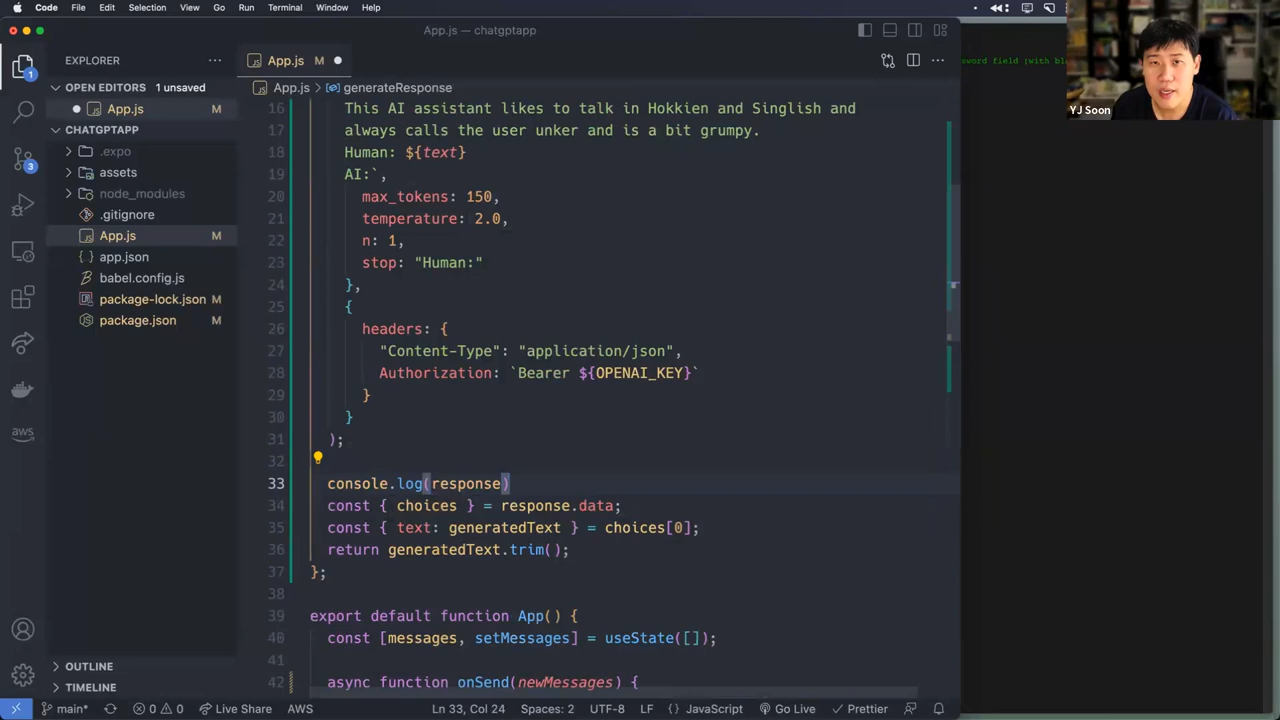 Code File Edit Selection View Go Run Terminal Window Help
App.js — chatgptapp
EXPLORER
OPEN EDITORS 1 unsaved
App.js M
CHATGPTAPP
.expo
assets
node_modules
.gitignore
App.js M
app.json
babel.config.js
package-lock.json M
package.json M
OUTLINE
TIMELINE
1
3
aws
App.js M
App.js > generateResponse
16 This AI assistant likes to talk in Hokkien and Singlish and
17 always calls the user unker and is a bit grumpy.
18 Human: ${text}
19 AI:`,
20 max_tokens: 150,
21 temperature: 2.0,
22 n: 1,
23 stop: "Human:"
24 },
25 {
26 headers: {
27 "Content-Type": "application/json",
28 Authorization: `Bearer ${OPENAI_KEY}`
29 }
30 }
31 );
32
33 console.log(response)
34 const { choices } = response.data;
35 const { text: generatedText } = choices[0];
36 return generatedText.trim();
37 };
38
39 export default function App() {
40 const [messages, setMessages] = useState([]);
41
42 async function onSend(newMessages) {
main* 0 0 Live Share AWS Ln 33, Col 24 Spaces: 2 UTF-8 LF {} JavaScript Go Live Prettier
sword field (with bl
YJ Soon